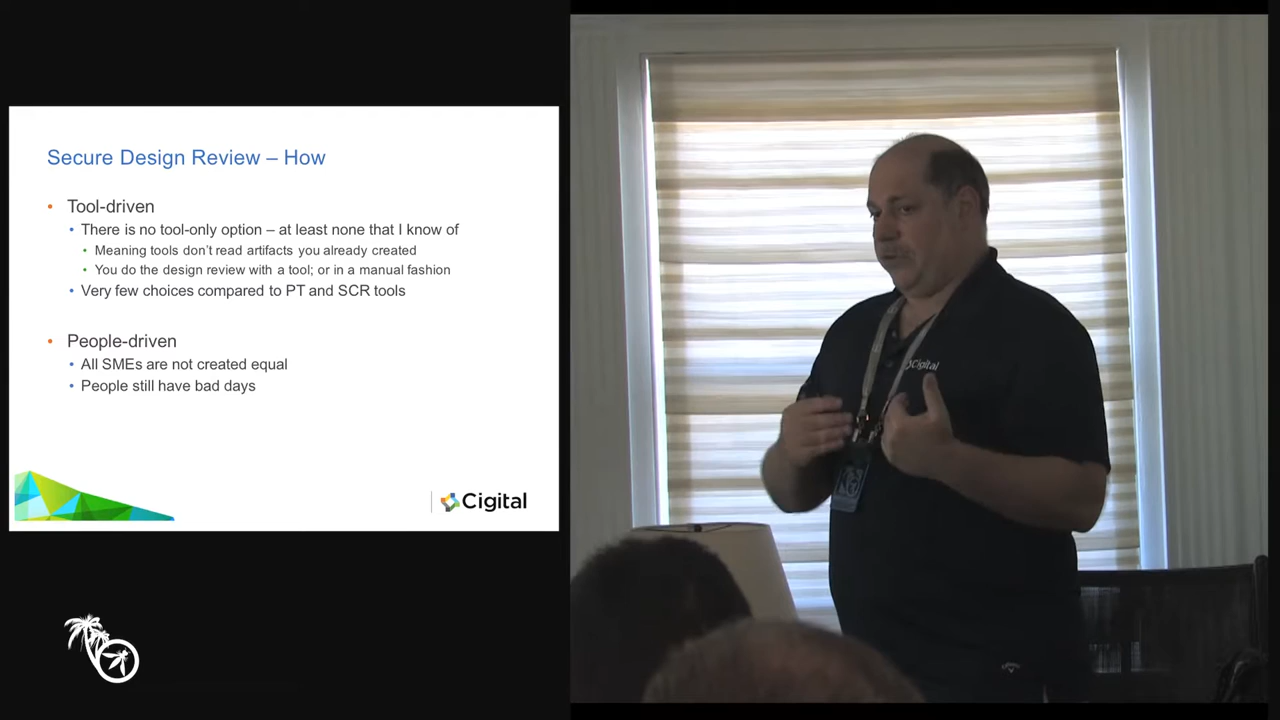 Secure Design Review – How
Tool-driven
There is no tool-only option – at least none that I know of
Meaning tools don’t read artifacts you already created
You do the design review with a tool; or in a manual fashion
Very few choices compared to PT and SCR tools
People-driven
All SMEs are not created equal
People still have bad days
Cigital
Cigital